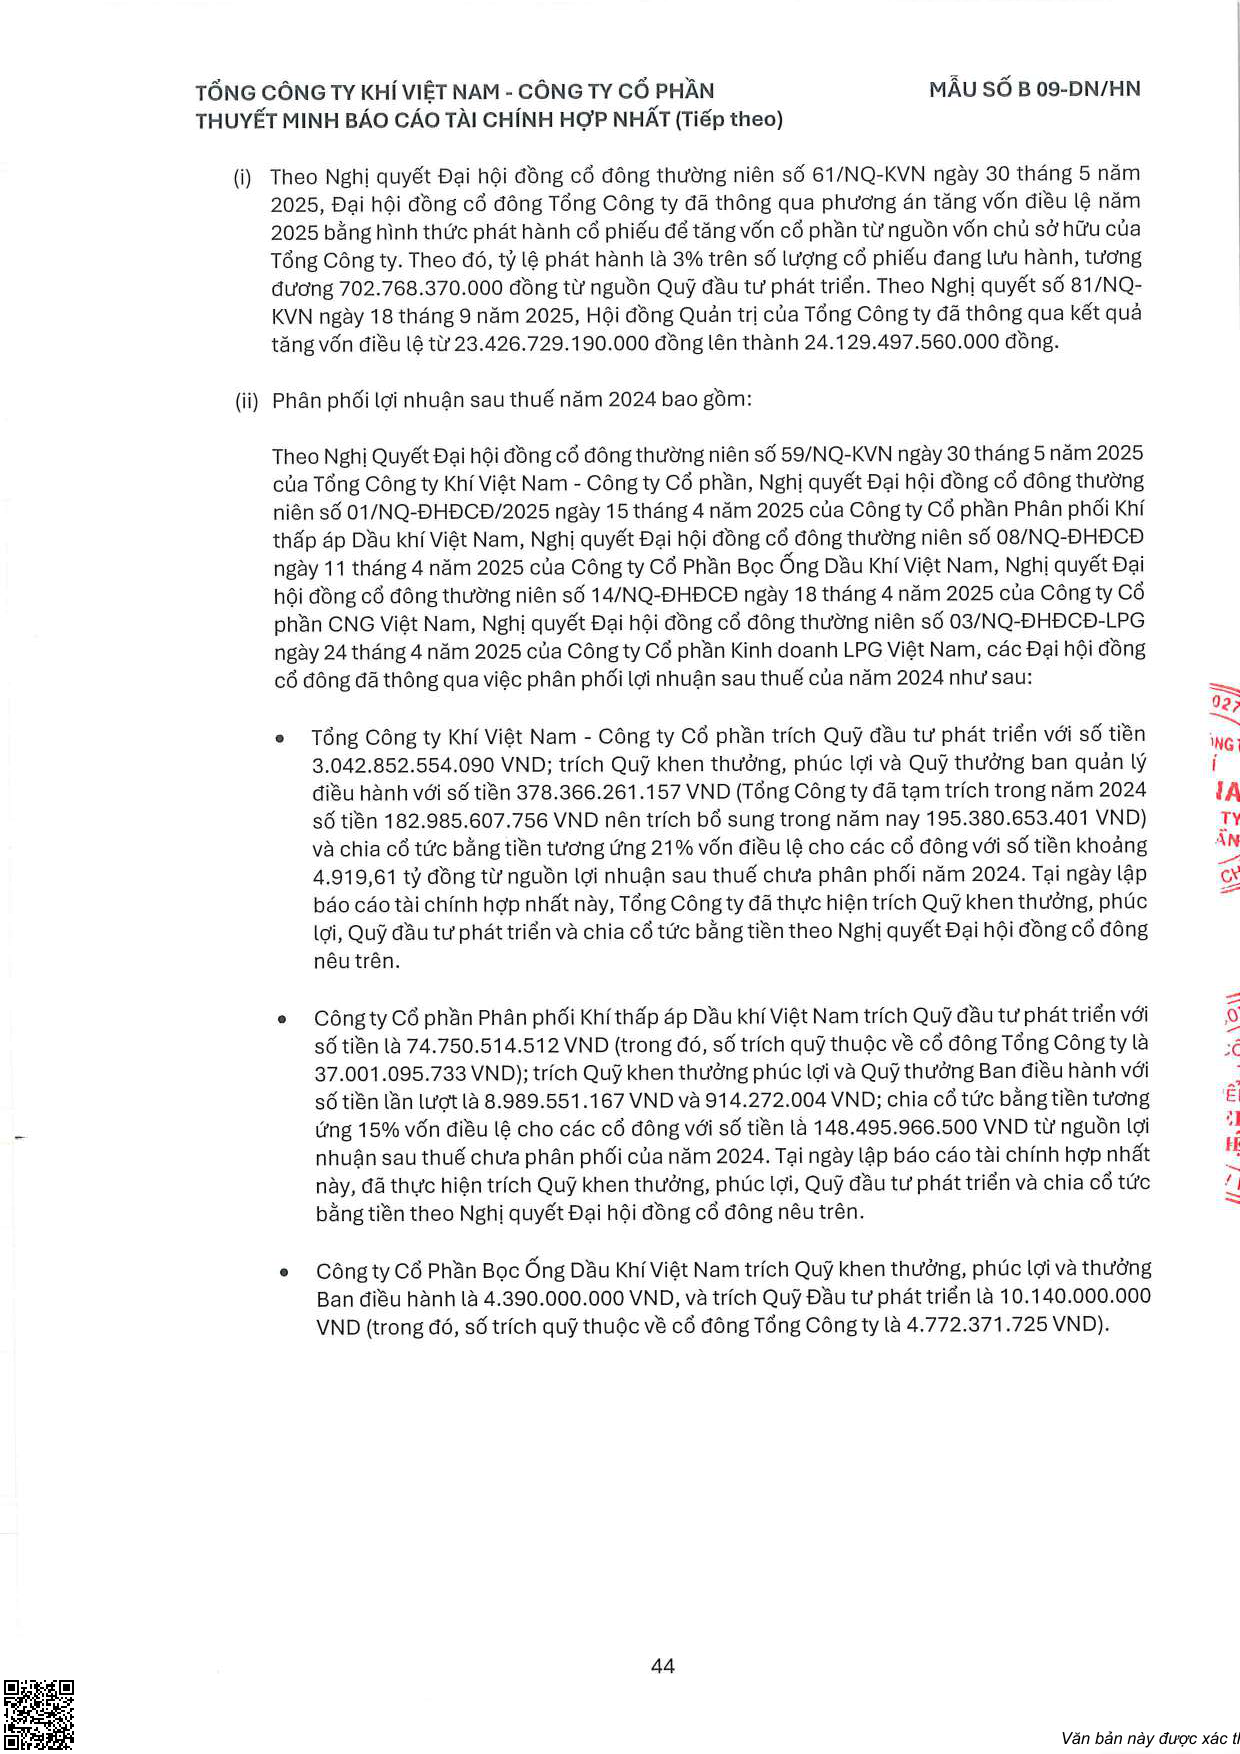 TỔNG CÔNG TY KHÍ VIỆT NAM - CÔNG TY CỔ PHẦN
MẪU SỐ B 09-DN/HN
THUYẾT MINH BÁO CÁO TÀI CHÍNH HỢP NHẤT (Tiếp theo)
(i) Theo Nghị quyết Đại hội đồng cổ đông thường niên số 61/NQ-KVN ngày 30 tháng 5 năm
2025, Đại hội đồng cổ đông Tổng Công ty đã thông qua phương án tăng vốn điều lệ năm
2025 bằng hình thức phát hành cổ phiếu để tăng vốn cổ phần từ nguồn vốn chủ sở hữu của
Tổng Công ty. Theo đó, tỷ lệ phát hành là 3% trên số lượng cổ phiếu đang lưu hành, tương
đương 702.768.370.000 đồng từ nguồn Quỹ đầu tư phát triển. Theo Nghị quyết số 81/NQ-
KVN ngày 18 tháng 9 năm 2025, Hội đồng Quản trị của Tổng Công ty đã thông qua kết quả
tăng vốn điều lệ từ 23.426.729.190.000 đồng lên thành 24.129.497.560.000 đồng.
(ii) Phân phối lợi nhuận sau thuế năm 2024 bao gồm:
Theo Nghị Quyết Đại hội đồng cổ đông thường niên số 59/NQ-KVN ngày 30 tháng 5 năm 2025
của Tổng Công ty Khí Việt Nam - Công ty Cổ phần, Nghị quyết Đại hội đồng cổ đông thường
niên số 01/NQ-ĐHĐCĐ/2025 ngày 15 tháng 4 năm 2025 của Công ty Cổ phần Phân phối Khí
thấp áp Dầu khí Việt Nam, Nghị quyết Đại hội đồng cổ đông thường niên số 08/NQ-ĐHĐCĐ
ngày 11 tháng 4 năm 2025 của Công ty Cổ Phần Bọc Ống Dầu Khí Việt Nam, Nghị quyết Đại
hội đồng cổ đông thường niên số 14/NQ-ĐHĐCĐ ngày 18 tháng 4 năm 2025 của Công ty Cổ
phần CNG Việt Nam, Nghị quyết Đại hội đồng cổ đông thường niên số 03/NQ-ĐHĐCĐ-LPG
ngày 24 tháng 4 năm 2025 của Công ty Cổ phần Kinh doanh LPG Việt Nam, các Đại hội đồng
cổ đông đã thông qua việc phân phối lợi nhuận sau thuế của năm 2024 như sau:
• Tổng Công ty Khí Việt Nam - Công ty Cổ phần trích Quỹ đầu tư phát triển với số tiền
3.042.852.554.090 VND; trích Quỹ khen thưởng, phúc lợi và Quỹ thưởng ban quản lý
điều hành với số tiền 378.366.261.157 VND (Tổng Công ty đã tạm trích trong năm 2024
số tiền 182.985.607.756 VND nên trích bổ sung trong năm nay 195.380.653.401 VND)
và chia cổ tức bằng tiền tương ứng 21% vốn điều lệ cho các cổ đông với số tiền khoảng
4.919,61 tỷ đồng từ nguồn lợi nhuận sau thuế chưa phân phối năm 2024. Tại ngày lập
báo cáo tài chính hợp nhất này, Tổng Công ty đã thực hiện trích Quỹ khen thưởng, phúc
lợi, Quỹ đầu tư phát triển và chia cổ tức bằng tiền theo Nghị quyết Đại hội đồng cổ đông
nêu trên.
• Công ty Cổ phần Phân phối Khí thấp áp Dầu khí Việt Nam trích Quỹ đầu tư phát triển với
số tiền là 74.750.514.512 VND (trong đó, số trích quỹ thuộc về cổ đông Tổng Công ty là
37.001.095.733 VND); trích Quỹ khen thưởng phúc lợi và Quỹ thưởng Ban điều hành với
số tiền lần lượt là 8.989.551.167 VND và 914.272.004 VND; chia cổ tức bằng tiền tương
ứng 15% vốn điều lệ cho các cổ đông với số tiền là 148.495.966.500 VND từ nguồn lợi
nhuận sau thuế chưa phân phối của năm 2024. Tại ngày lập báo cáo tài chính hợp nhất
này, đã thực hiện trích Quỹ khen thưởng, phúc lợi, Quỹ đầu tư phát triển và chia cổ tức
bằng tiền theo Nghị quyết Đại hội đồng cổ đông nêu trên.
• Công ty Cổ Phần Bọc Ống Dầu Khí Việt Nam trích Quỹ khen thưởng, phúc lợi và thưởng
Ban điều hành là 4.390.000.000 VND, và trích Quỹ Đầu tư phát triển là 10.140.000.000
VND (trong đó, số trích quỹ thuộc về cổ đông Tổng Công ty là 4.772.371.725 VND).
44
Văn bản này được xác